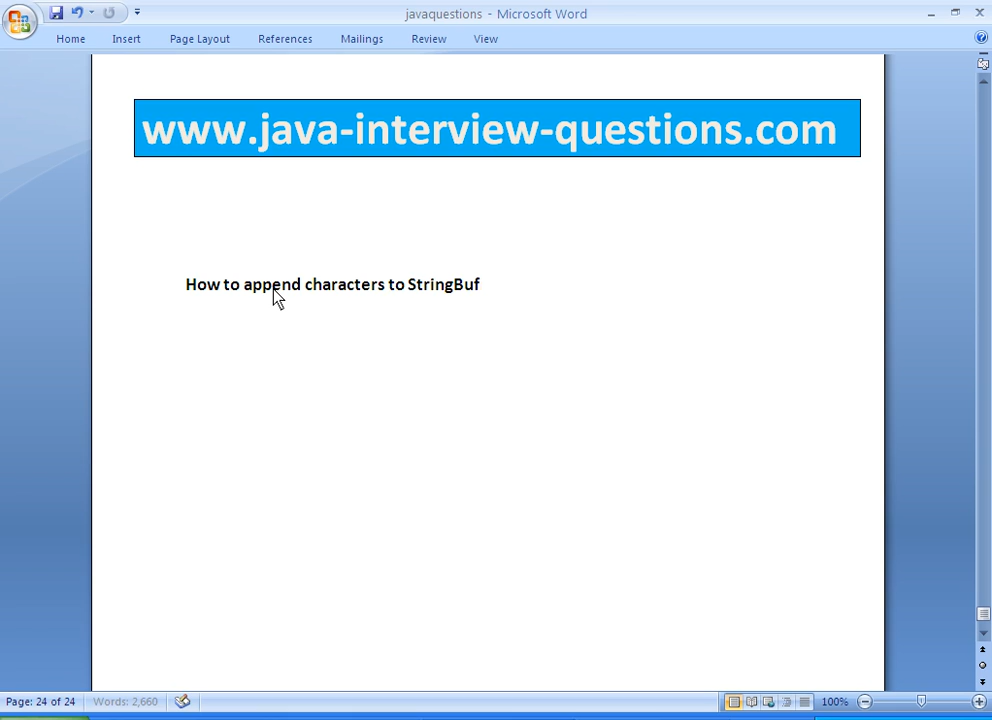 javaquestions - Microsoft Word
Home Insert Page Layout References Mailings Review View
www.java-interview-questions.com
How to append characters to StringBuf
Page: 24 of 24 Words: 2,660 100%